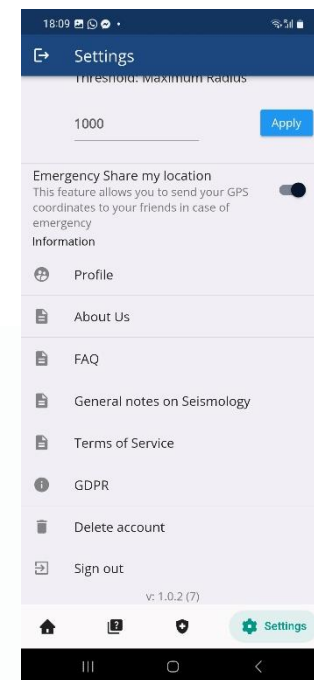 18:09
Settings
Threshold: Maximum Radius
1000
Apply
Emergency Share my location
This feature allows you to send your GPS
coordinates to your friends in case of
emergency
Information
Profile
About Us
FAQ
General notes on Seismology
Terms of Service
GDPR
Delete account
Sign out
v: 1.0.2 (7)
Settings